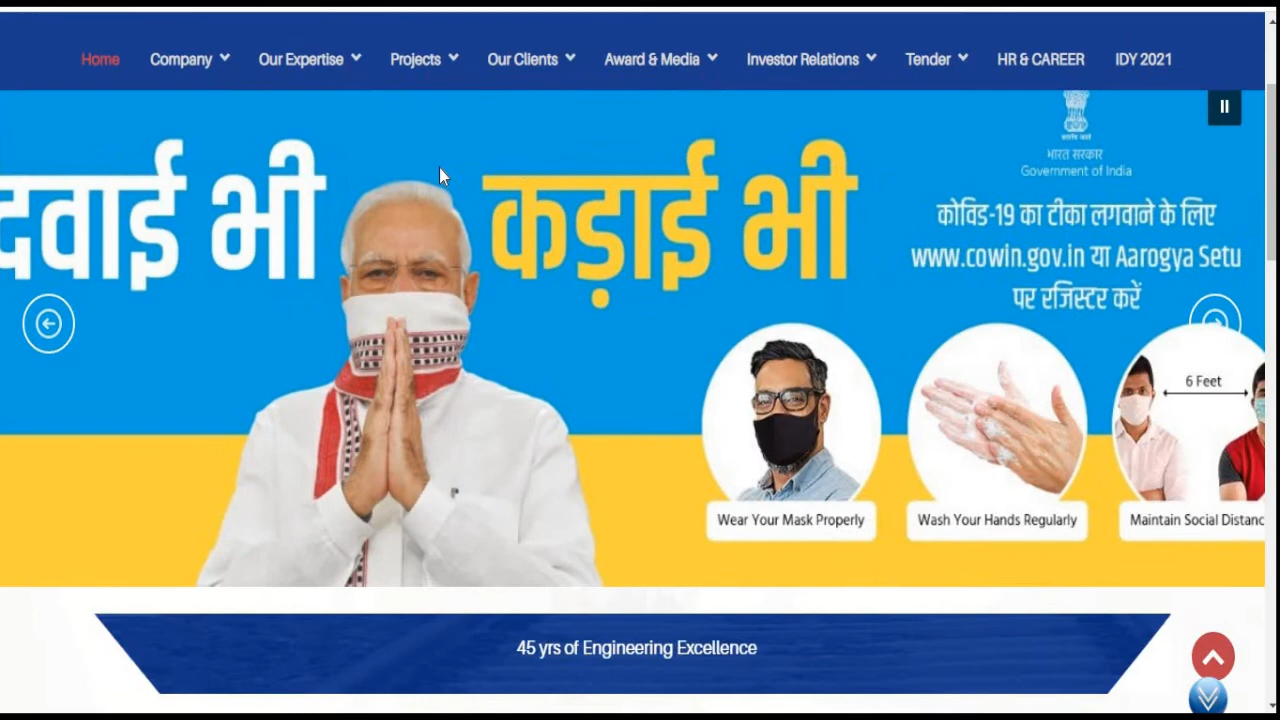 Home Company Our Expertise Projects Our Clients Award & Media Investor Relations Tender HR & CAREER IDY 2021
दवाई भी कड़ाई भी
भारत सरकार
Government of India
कोविड-19 का टीका लगवाने के लिए
www.cowin.gov.in या Aarogya Setu
पर रजिस्टर करें
6 Feet
Wear Your Mask Properly
Wash Your Hands Regularly
Maintain Social Distanc
45 yrs of Engineering Excellence